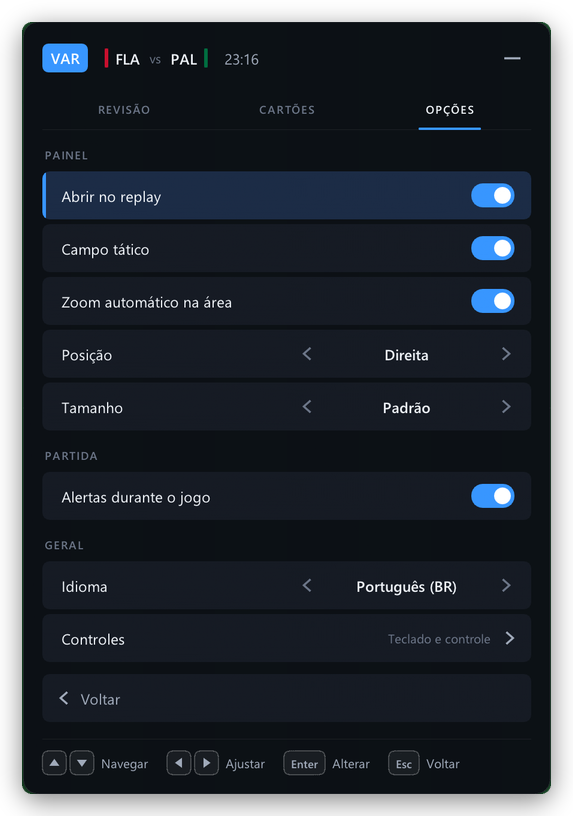 VAR FLA vs PAL 23:16
REVISÃO CARTÕES OPÇÕES
PAINEL
Abrir no replay
Campo tático
Zoom automático na área
Posição Direita
Tamanho Padrão
PARTIDA
Alertas durante o jogo
GERAL
Idioma Português (BR)
Controles Teclado e controle
Voltar
Navegar Ajustar Enter Alterar Esc Voltar